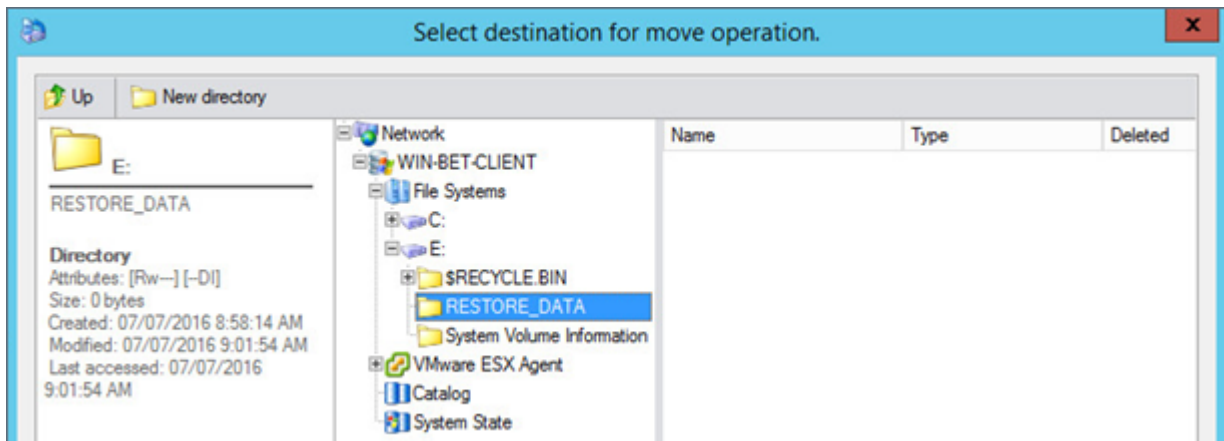 Select destination for move operation.
x
Up
New directory
E:
RESTORE_DATA
Directory
Attributes: [Rw---] [--DI]
Size: 0 bytes
Created: 07/07/2016 8:58:14 AM
Modified: 07/07/2016 9:01:54 AM
Last accessed: 07/07/2016
9:01:54 AM
Network
WIN-BET-CLIENT
File Systems
C:
E:
$RECYCLE.BIN
RESTORE_DATA
System Volume Information
VMware ESX Agent
Catalog
System State
Name Type Deleted